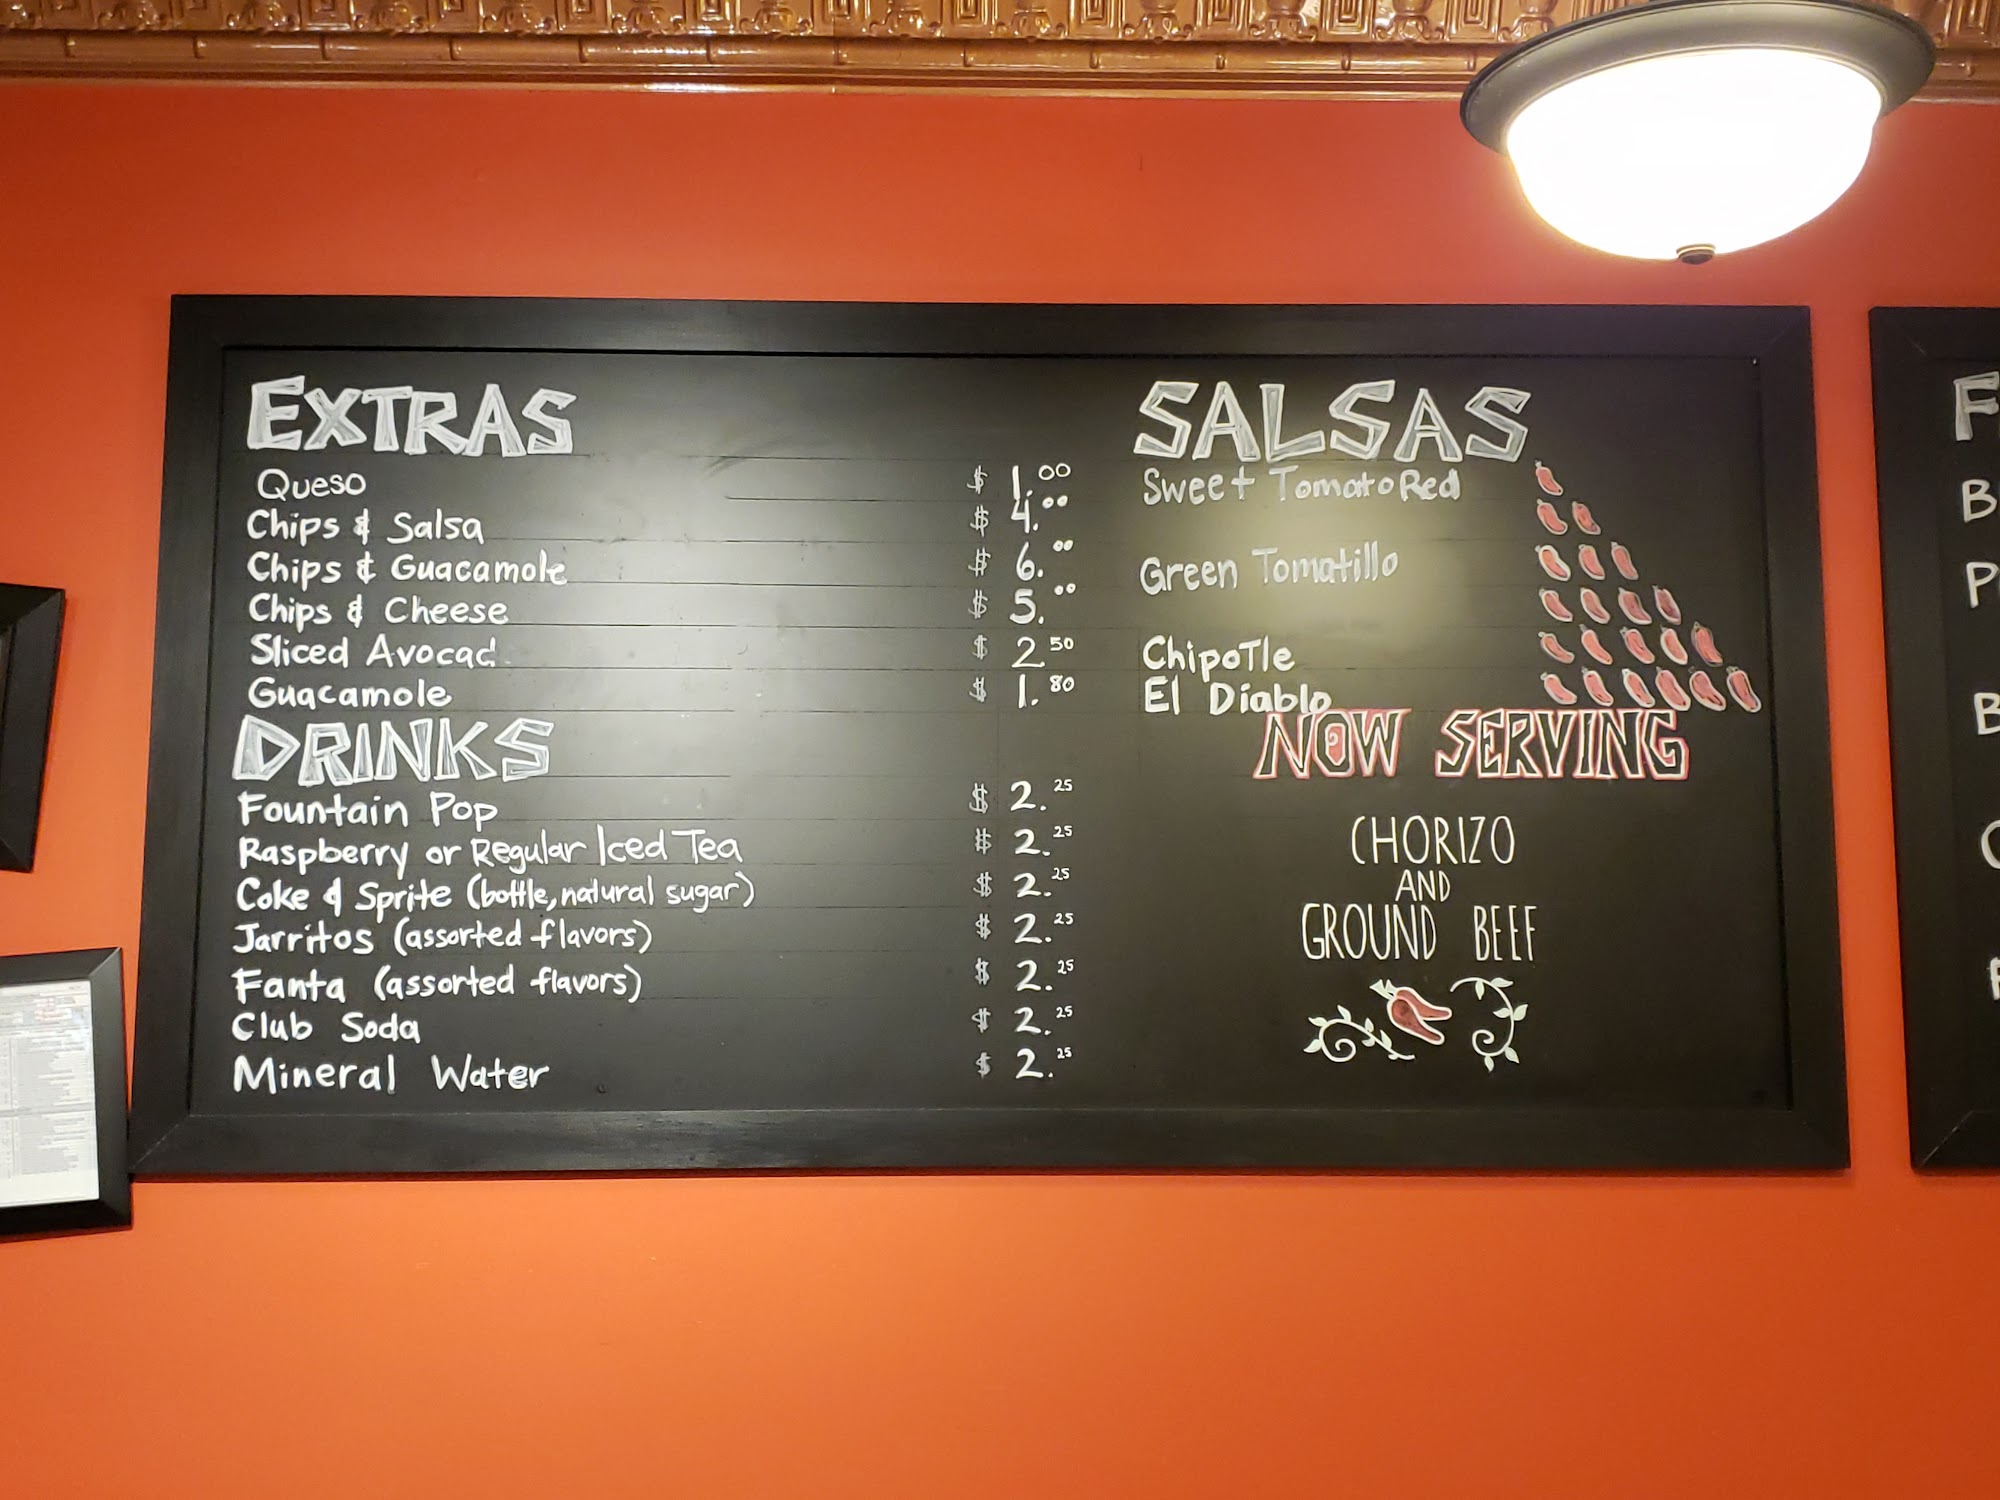 EXTRAS
Queso $ 1.00
Chips & Salsa $ 4.00
Chips & Guacamole $ 6.00
Chips & Cheese $ 5.00
Sliced Avocad $ 2.50
Guacamole $ 1.80
DRINKS
Fountain Pop $ 2.25
Raspberry or Regular Iced Tea $ 2.25
Coke & Sprite (bottle, natural sugar) $ 2.25
Jarritos (assorted flavors) $ 2.25
Fanta (assorted flavors) $ 2.25
Club Soda $ 2.25
Mineral Water $ 2.25
SALSAS
Sweet Tomato Red
Green Tomatillo
Chipotle
El Diablo
NOW SERVING
CHORIZO
AND
GROUND BEEF